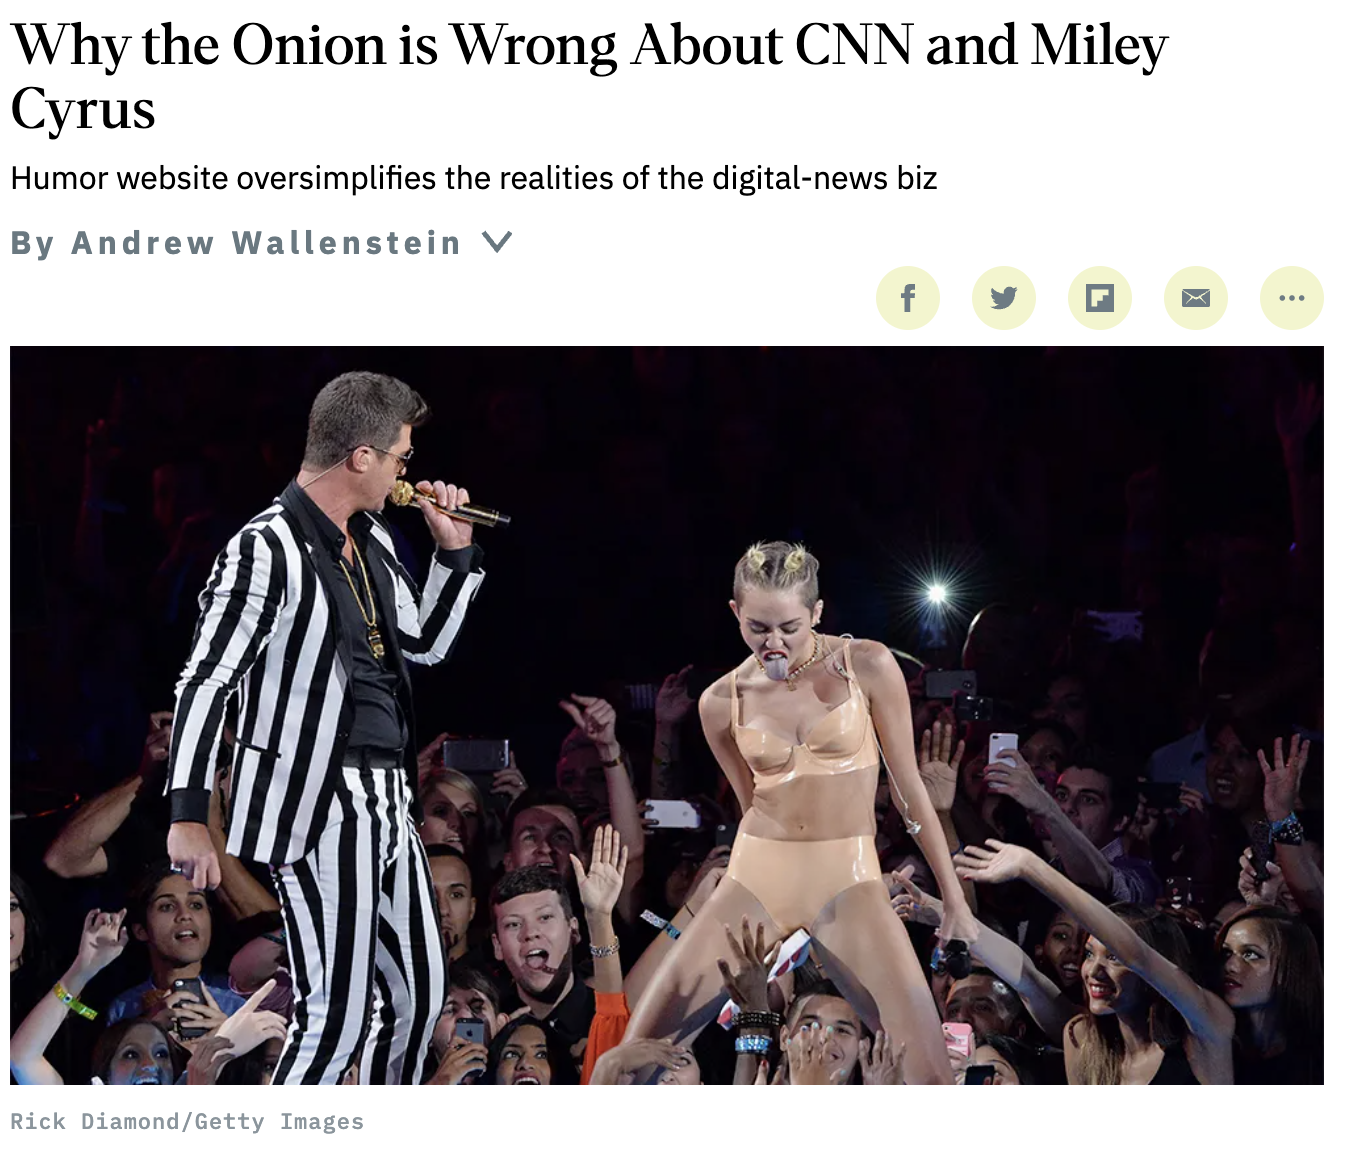 Why the Onion is Wrong About CNN and Miley
Cyrus
Humor website oversimplifies the realities of the digital-news biz
By Andrew Wallenstein
Rick Diamond/Getty Images